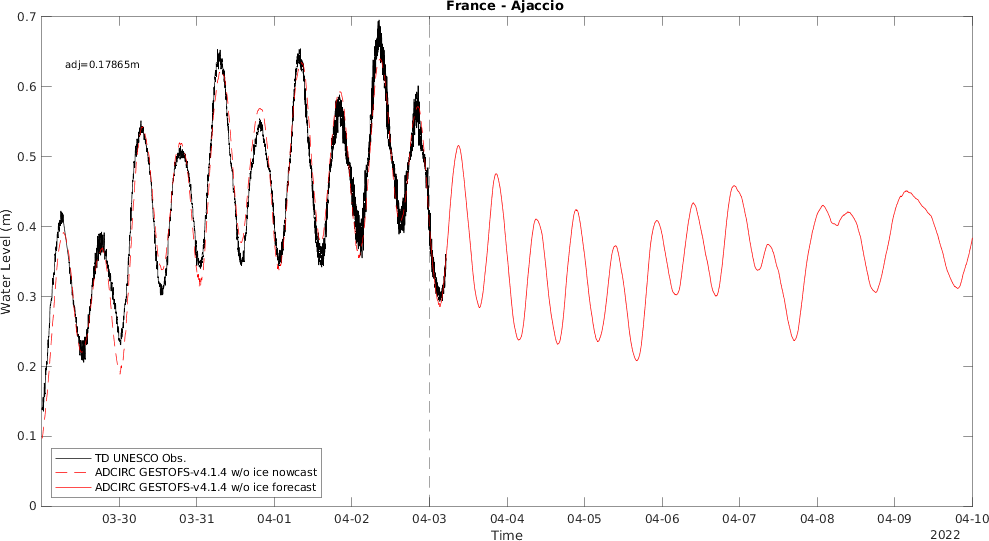 France - Ajaccio
adj=0.17865m
0.7
0.6
0.5
0.4
0.3
0.2
0.1
0
Water Level (m)
TD UNESCO Obs.
ADCIRC GESTOFS-v4.1.4 w/o ice nowcast
ADCIRC GESTOFS-v4.1.4 w/o ice forecast
03-30 03-31 04-01 04-02 04-03 04-04 04-05 04-06 04-07 04-08 04-09 04-10
Time
2022